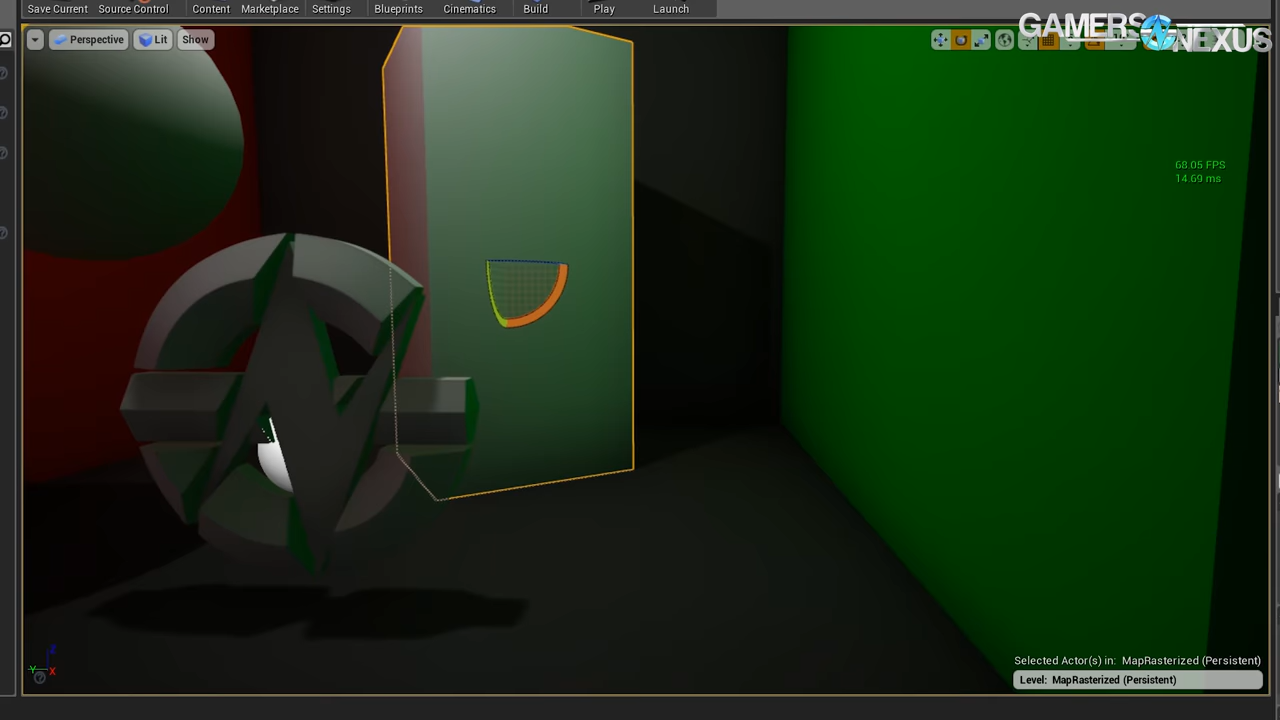 Save Current Source Control Content Marketplace Settings Blueprints Cinematics Build Play Launch
GAMERS NEXUS
Perspective Lit Show
68.05 FPS
14.69 ms
Z
Y X
Selected Actor(s) in: MapRasterized (Persistent)
Level: MapRasterized (Persistent)